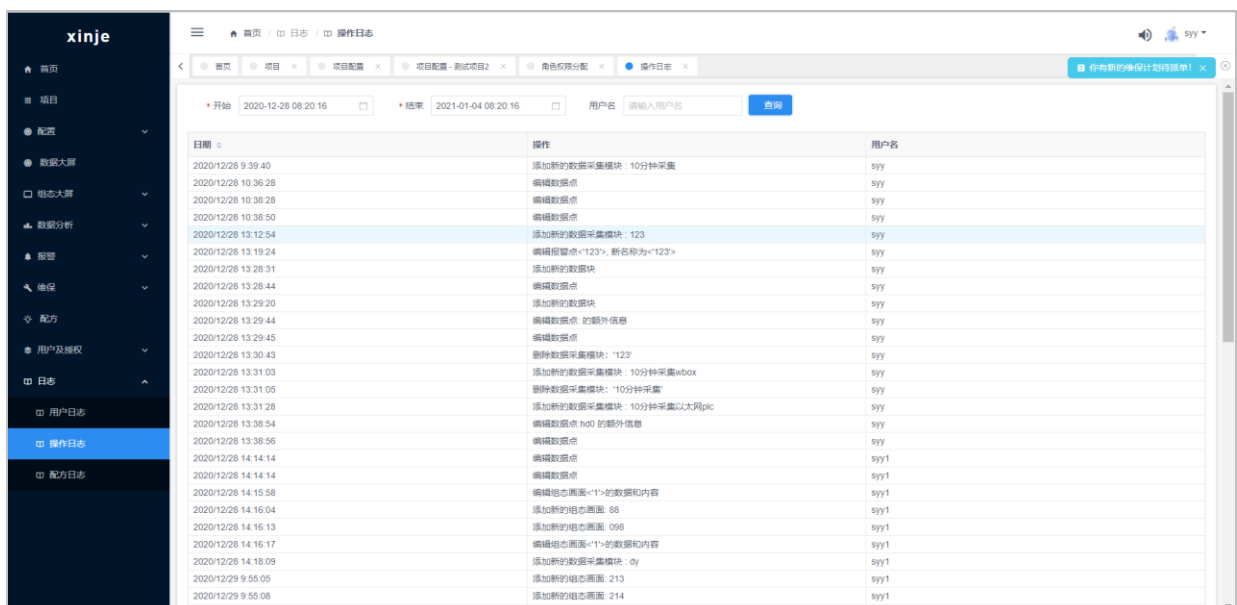 xinje
首页 / 日志 / 操作日志
syy
首页
项目
配置
数据大屏
组态大屏
数据分析
报警
维保
配方
用户及授权
日志
用户日志
操作日志
配方日志
首页 项目 × 项目配置 × 项目配置 - 测试项目2 × 角色权限分配 × 操作日志 ×
你有新的维保计划待派单! ×
* 开始 2020-12-28 08:20:16 * 结束 2021-01-04 08:20:16 用户名 请输入用户名 查询
日期 操作 用户名
2020/12/28 9:39:40 添加新的数据采集模块 : 10分钟采集 syy
2020/12/28 10:36:28 编辑数据点 syy
2020/12/28 10:38:28 编辑数据点 syy
2020/12/28 10:38:50 编辑数据点 syy
2020/12/28 13:12:54 添加新的数据采集模块 : 123 syy
2020/12/28 13:19:24 编辑报警点<'123'>, 新名称为<'123'> syy
2020/12/28 13:28:31 添加新的数据块 syy
2020/12/28 13:28:44 编辑数据点 syy
2020/12/28 13:29:20 添加新的数据块 syy
2020/12/28 13:29:44 编辑数据点: 的额外信息 syy
2020/12/28 13:29:45 编辑数据点 syy
2020/12/28 13:30:43 删除数据采集模块: '123' syy
2020/12/28 13:31:03 添加新的数据采集模块 : 10分钟采集wbox syy
2020/12/28 13:31:05 删除数据采集模块: '10分钟采集' syy
2020/12/28 13:31:28 添加新的数据采集模块 : 10分钟采集以太网plc syy
2020/12/28 13:38:54 编辑数据点:hd0 的额外信息 syy
2020/12/28 13:38:56 编辑数据点 syy
2020/12/28 14:14:14 编辑数据点 syy1
2020/12/28 14:14:14 编辑数据点 syy1
2020/12/28 14:15:58 编辑组态画面<'1'>的数据和内容 syy1
2020/12/28 14:16:04 添加新的组态画面: 88 syy1
2020/12/28 14:16:13 添加新的组态画面: 098 syy1
2020/12/28 14:16:17 编辑组态画面<'1'>的数据和内容 syy1
2020/12/28 14:18:09 添加新的数据采集模块 : dy syy1
2020/12/29 9:55:05 添加新的组态画面: 213 syy1
2020/12/29 9:55:08 添加新的组态画面: 214 syy1